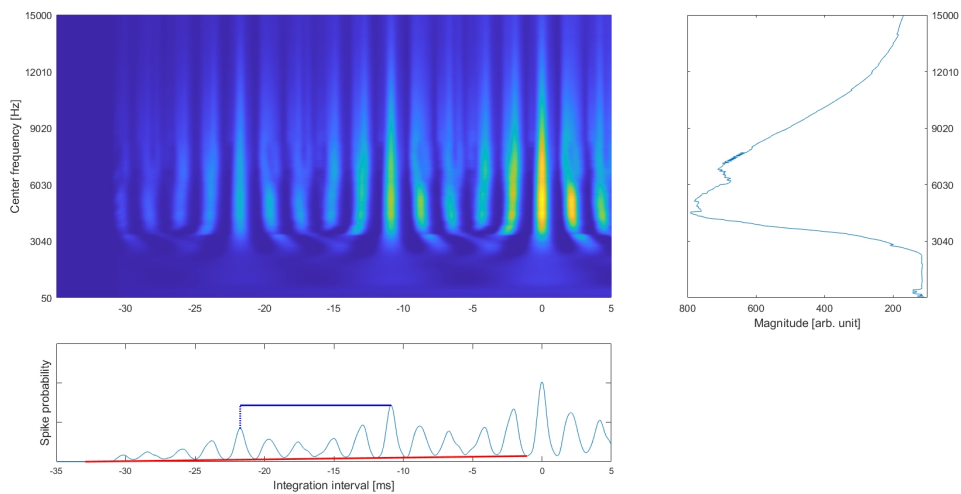 15000
12010
9020
6030
3040
50
Center frequency [Hz]
-30 -25 -20 -15 -10 -5 0 5
15000
12010
9020
6030
3040
800 600 400 200
Magnitude [arb. unit]
Spike probability
-35 -30 -25 -20 -15 -10 -5 0 5
Integration interval [ms]